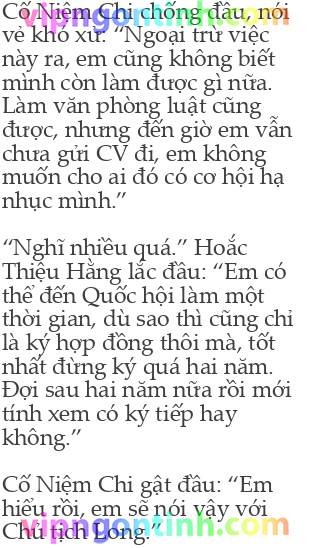 Cố Niệm Chi chống đầu, nói
vẻ khó xử: “Ngoại trừ việc
này ra, em cũng không biết
mình còn làm được gì nữa.
Làm văn phòng luật cũng
được, nhưng đến giờ em vẫn
chưa gửi CV đi, em không
muốn cho ai đó có cơ hội hạ
nhục mình.”
“Nghĩ nhiều quá.” Hoắc
Thiệu Hằng lắc đầu: “Em có
thể đến Quốc hội làm một
thời gian, dù sao thì cũng chỉ
là ký hợp đồng thôi mà, tốt
nhất đừng ký quá hai năm.
Đợi sau hai năm nữa rồi mới
tính xem có ký tiếp hay
không.”
Cố Niệm Chi gật đầu: “Em
hiểu rồi, em sẽ nói vậy với
Chủ tịch Long.”
vipngontinh.com
vipngontinh.com